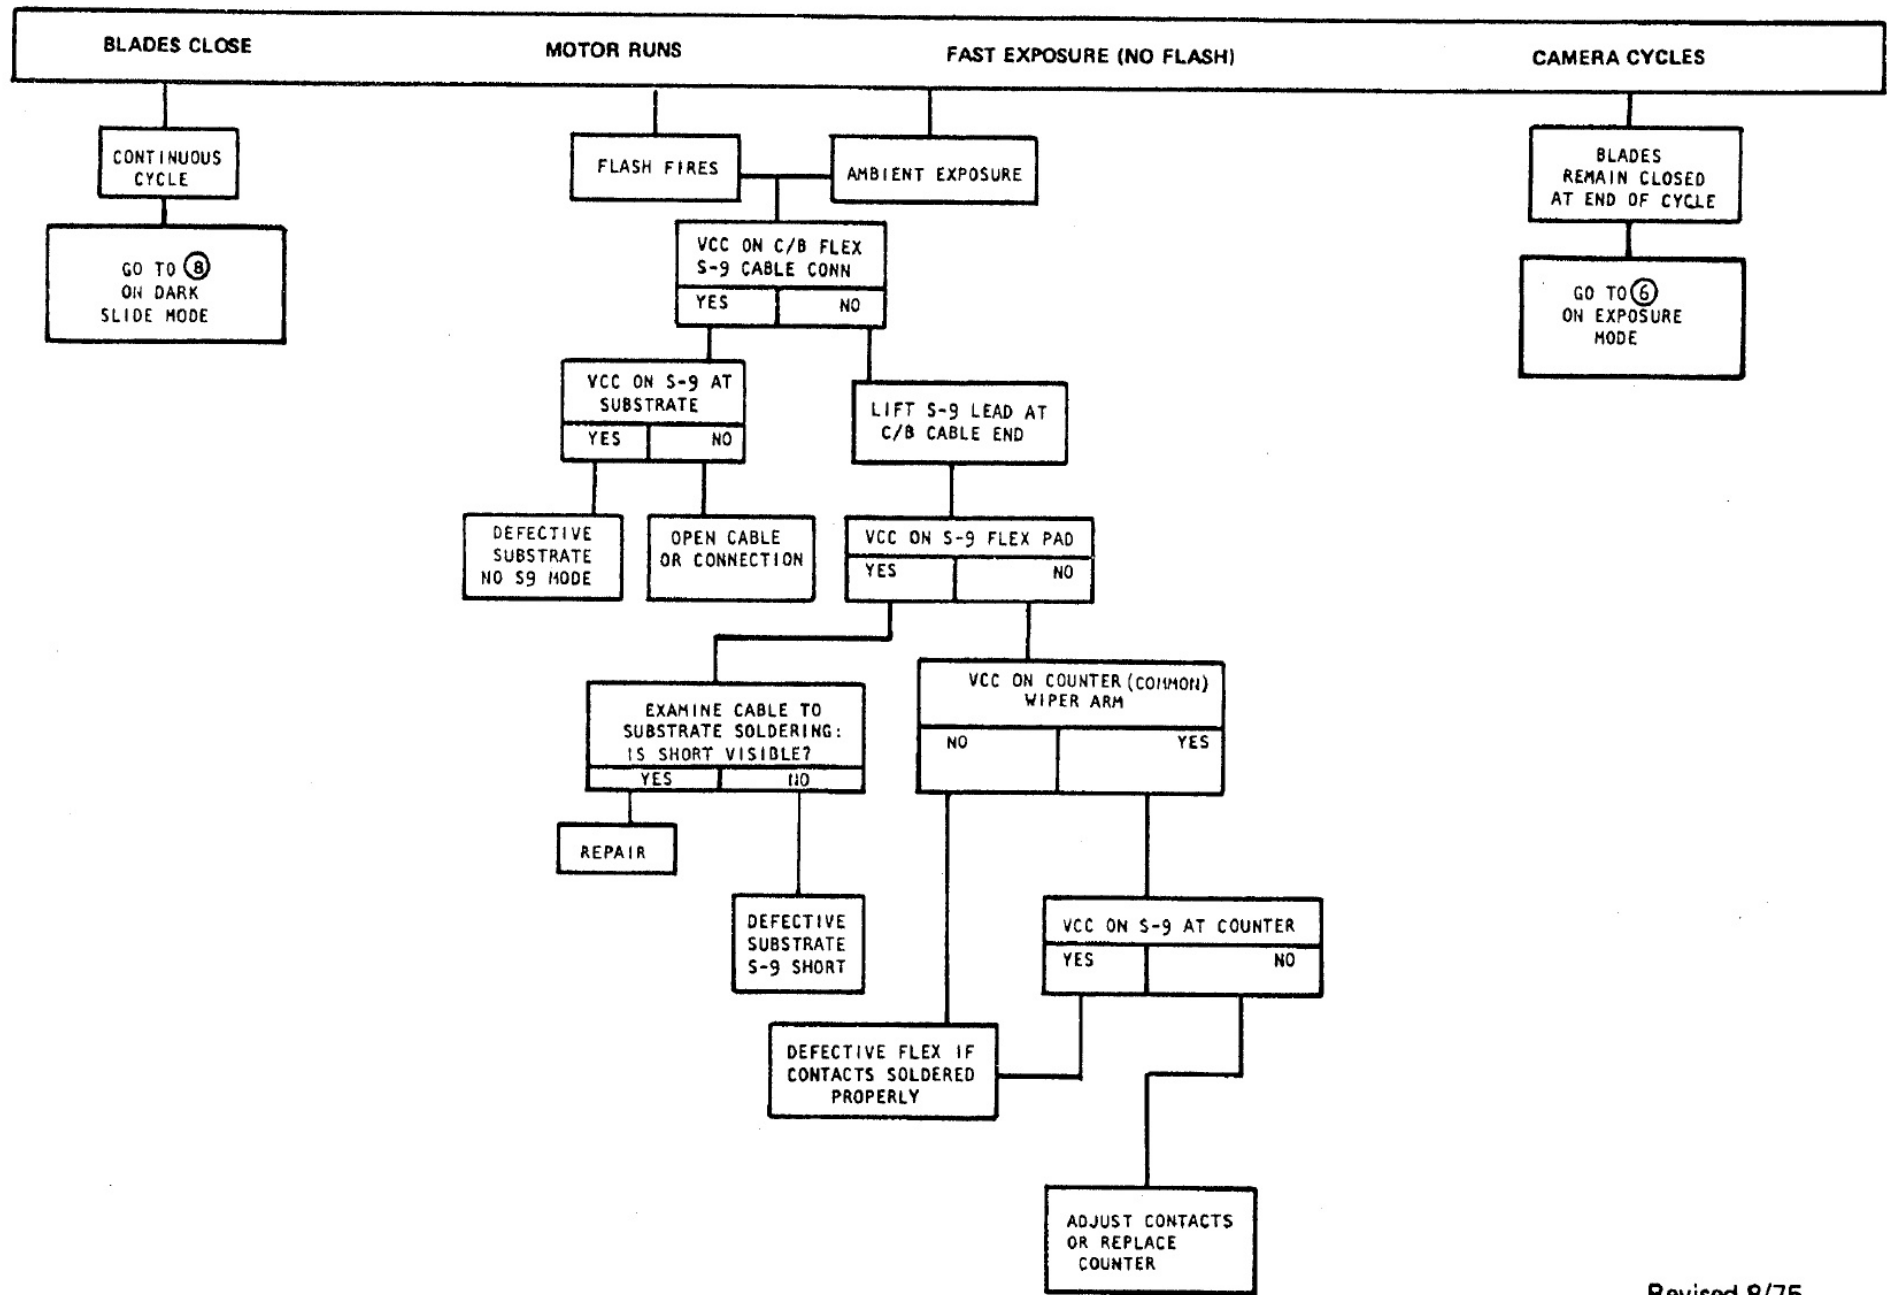 BLADES CLOSE
MOTOR RUNS
FAST EXPOSURE (NO FLASH)
CAMERA CYCLES
CONTINUOUS
CYCLE
GO TO 8
ON DARK
SLIDE MODE
FLASH FIRES
AMBIENT EXPOSURE
BLADES
REMAIN CLOSED
AT END OF CYCLE
GO TO 6
ON EXPOSURE
MODE
VCC ON C/B FLEX
S-9 CABLE CONN
YES
NO
VCC ON S-9 AT
SUBSTRATE
YES
NO
LIFT S-9 LEAD AT
C/B CABLE END
DEFECTIVE
SUBSTRATE
NO S9 MODE
OPEN CABLE
OR CONNECTION
VCC ON S-9 FLEX PAD
YES
NO
EXAMINE CABLE TO
SUBSTRATE SOLDERING:
IS SHORT VISIBLE?
YES
NO
VCC ON COUNTER (COMMON)
WIPER ARM
NO
YES
REPAIR
DEFECTIVE
SUBSTRATE
S-9 SHORT
VCC ON S-9 AT COUNTER
YES
NO
DEFECTIVE FLEX IF
CONTACTS SOLDERED
PROPERLY
ADJUST CONTACTS
OR REPLACE
COUNTER
Revised 8/75